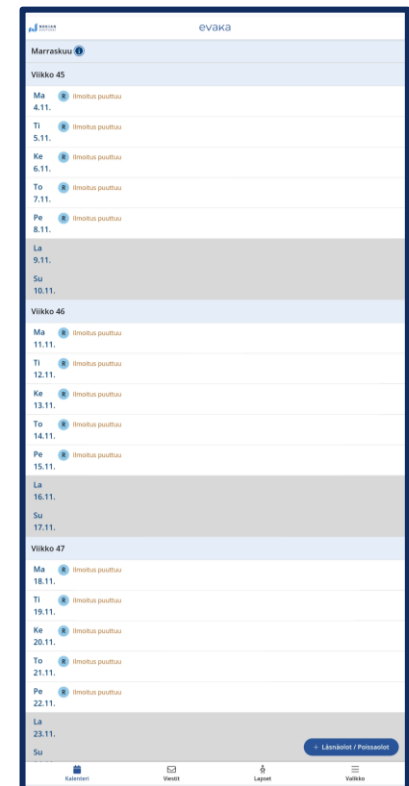 evaka
Marraskuu i
Viikko 45
Ma R Ilmoitus puuttuu
4.11.
Ti R Ilmoitus puuttuu
5.11.
Ke R Ilmoitus puuttuu
6.11.
To R Ilmoitus puuttuu
7.11.
Pe R Ilmoitus puuttuu
8.11.
La
9.11.
Su
10.11.
Viikko 46
Ma R Ilmoitus puuttuu
11.11.
Ti R Ilmoitus puuttuu
12.11.
Ke R Ilmoitus puuttuu
13.11.
To R Ilmoitus puuttuu
14.11.
Pe R Ilmoitus puuttuu
15.11.
La
16.11.
Su
17.11.
Viikko 47
Ma R Ilmoitus puuttuu
18.11.
Ti R Ilmoitus puuttuu
19.11.
Ke R Ilmoitus puuttuu
20.11.
To R Ilmoitus puuttuu
21.11.
Pe R Ilmoitus puuttuu
22.11.
La
23.11.
Su
+ Läsnäolot / Poissaolot
Kalenteri Viestit Lapset Valikko